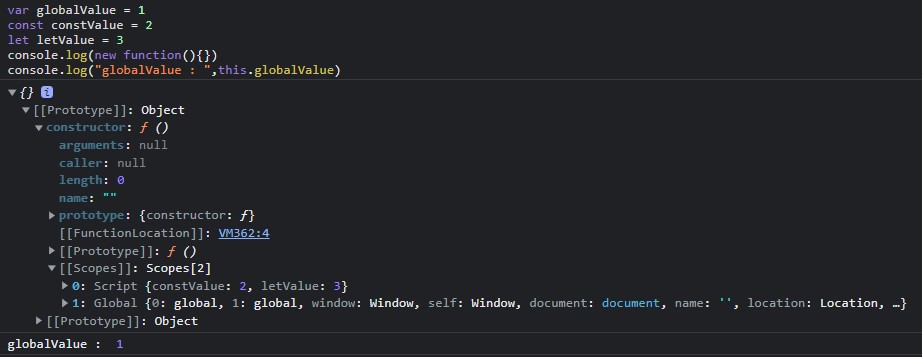 var globalValue = 1
const constValue = 2
let letValue = 3
console.log(new function(){})
console.log("globalValue : ",this.globalValue)
▼{} i
▼[[Prototype]]: Object
▼constructor: ƒ ()
arguments: null
caller: null
length: 0
name: ""
▶prototype: {constructor: ƒ}
[[FunctionLocation]]: VM362:4
▶[[Prototype]]: ƒ ()
▼[[Scopes]]: Scopes[2]
▶0: Script {constValue: 2, letValue: 3}
▶1: Global {0: global, 1: global, window: Window, self: Window, document: document, name: '', location: Location, …}
▶[[Prototype]]: Object
globalValue :  1